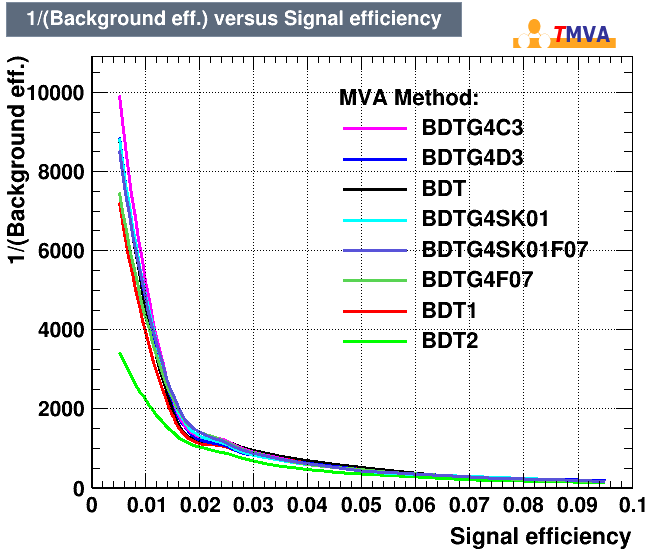 1/(Background eff.) versus Signal efficiency
TMVA
1/(Background eff.)
10000
8000
6000
4000
2000
0
MVA Method:
BDTG4C3
BDTG4D3
BDT
BDTG4SK01
BDTG4SK01F07
BDTG4F07
BDT1
BDT2
0 0.01 0.02 0.03 0.04 0.05 0.06 0.07 0.08 0.09 0.1
Signal efficiency